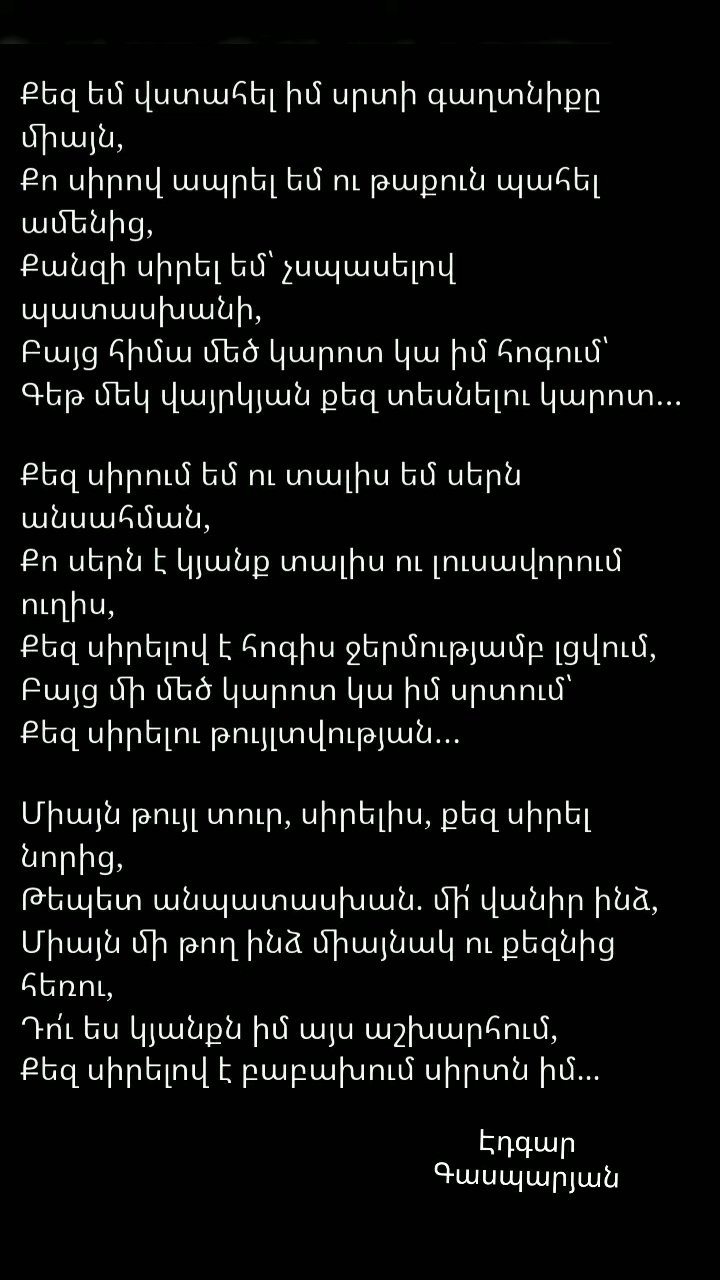 Քեզ եմ վստահել իմ սրտի գաղտնիքը
միայն,
Քո սիրով ապրել եմ ու թաքուն պահել
ամենից,
Քանզի սիրել եմ՝ չսպասելով
պատասխանի,
Բայց հիմա մեծ կարոտ կա իմ հոգում՝
Գեթ մեկ վայրկյան քեզ տեսնելու կարոտ...

Քեզ սիրում եմ ու տալիս եմ սերն
անսահման,
Քո սերն է կյանք տալիս ու լուսավորում
ուղիս,
Քեզ սիրելով է հոգիս ջերմությամբ լցվում,
Բայց մի մեծ կարոտ կա իմ սրտում՝
Քեզ սիրելու թույլտվության...

Միայն թույլ տուր, սիրելիս, քեզ սիրել
նորից,
Թեպետ անպատասխան. մի՛ վանիր ինձ,
Միայն մի թող ինձ միայնակ ու քեզնից
հեռու,
Դո՛ւ ես կյանքն իմ այս աշխարհում,
Քեզ սիրելով է բաբախում սիրտն իմ...

Էդգար
Գասպարյան